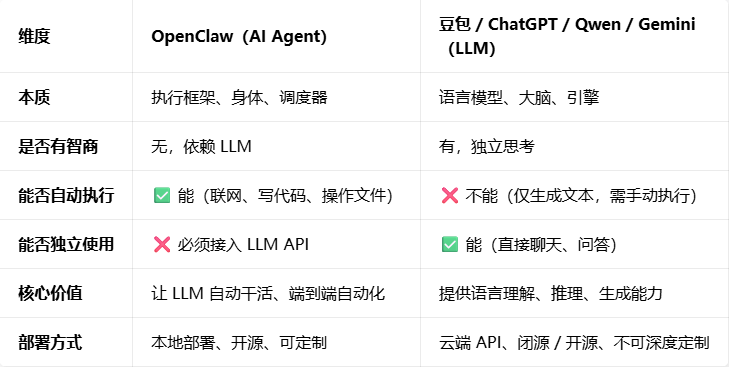 维度
OpenClaw（AI Agent）
豆包 / ChatGPT / Qwen / Gemini
（LLM）
本质
执行框架、身体、调度器
语言模型、大脑、引擎
是否有智商
无，依赖 LLM
有，独立思考
能否自动执行
✅ 能（联网、写代码、操作文件）
❌ 不能（仅生成文本，需手动执行）
能否独立使用
❌ 必须接入 LLM API
✅ 能（直接聊天、问答）
核心价值
让 LLM 自动干活、端到端自动化
提供语言理解、推理、生成能力
部署方式
本地部署、开源、可定制
云端 API、闭源 / 开源、不可深度定制